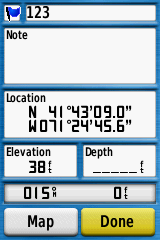 123
Note
Location
N 41°43'09.0"
W071°24'45.6"
Elevation Depth
38ft _____ft
015°M 0ft
Map Done